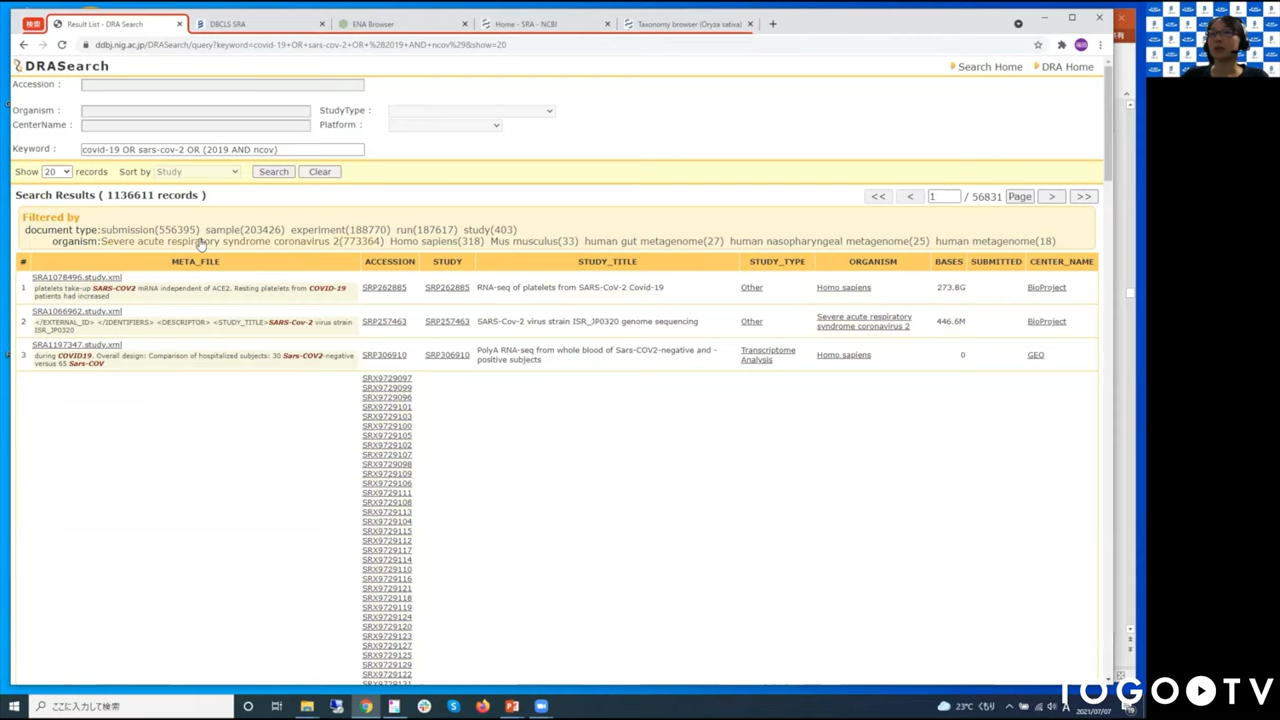 検索
Result List - DRA Search
DBCLS SRA
ENA Browser
Home - SRA - NCBI
Taxonomy browser (Oryza sativa)
ddbj.nig.ac.jp/DRASearch/query?keyword=covid-19+OR+sars-cov-2+OR+%282019+AND+ncov%29&show=20
DRASearch
Search Home
DRA Home
Accession :
Organism :
StudyType :
CenterName :
Platform :
Keyword :
covid-19 OR sars-cov-2 OR (2019 AND ncov)
Show 20 records Sort by Study Search Clear
Search Results ( 1136611 records )
<< < 1 / 56831 Page > >>
Filtered by
document type:submission(556395) sample(203426) experiment(188770) run(187617) study(403)
organism:Severe acute respiratory syndrome coronavirus 2(773364) Homo sapiens(318) Mus musculus(33) human gut metagenome(27) human nasopharyngeal metagenome(25) human metagenome(18)
# META_FILE ACCESSION STUDY STUDY_TITLE STUDY_TYPE ORGANISM BASES SUBMITTED CENTER_NAME
SRA1078496.study.xml
1 platelets take-up SARS-COV2 mRNA independent of ACE2. Resting platelets from COVID-19
patients had increased
SRP262885 SRP262885 RNA-seq of platelets from SARS-CoV-2 Covid-19 Other Homo sapiens 273.8G BioProject
SRA1066962.study.xml
2 </EXTERNAL_ID> </IDENTIFIERS> <DESCRIPTOR> <STUDY_TITLE>SARS-Cov-2 virus strain
ISR_JP0320
SRP257463 SRP257463 SARS-Cov-2 virus strain ISR_JP0320 genome sequencing Other
Severe acute respiratory
syndrome coronavirus 2
446.6M BioProject
SRA1197347.study.xml
3 during COVID19. Overall design: Comparison of hospitalized subjects: 30 Sars-COV2-negative
versus 65 Sars-COV
SRP306910 SRP306910
PolyA RNA-seq from whole blood of Sars-COV2-negative and -
positive subjects
Transcriptome
Analysis
Homo sapiens 0 GEO
SRX9729097
SRX9729099
SRX9729096
SRX9729101
SRX9729103
SRX9729100
SRX9729105
SRX9729102
SRX9729107
SRX9729098
SRX9729109
SRX9729106
SRX9729111
SRX9729108
SRX9729113
SRX9729104
SRX9729115
SRX9729112
SRX9729117
SRX9729114
SRX9729110
SRX9729116
SRX9729121
SRX9729118
SRX9729119
SRX9729124
SRX9729120
SRX9729123
SRX9729127
SRX9729125
SRX9729129
SRX9729122
SRX9729131
ここに入力して検索
23°C くもり
A
2021/07/07
TOGO TV